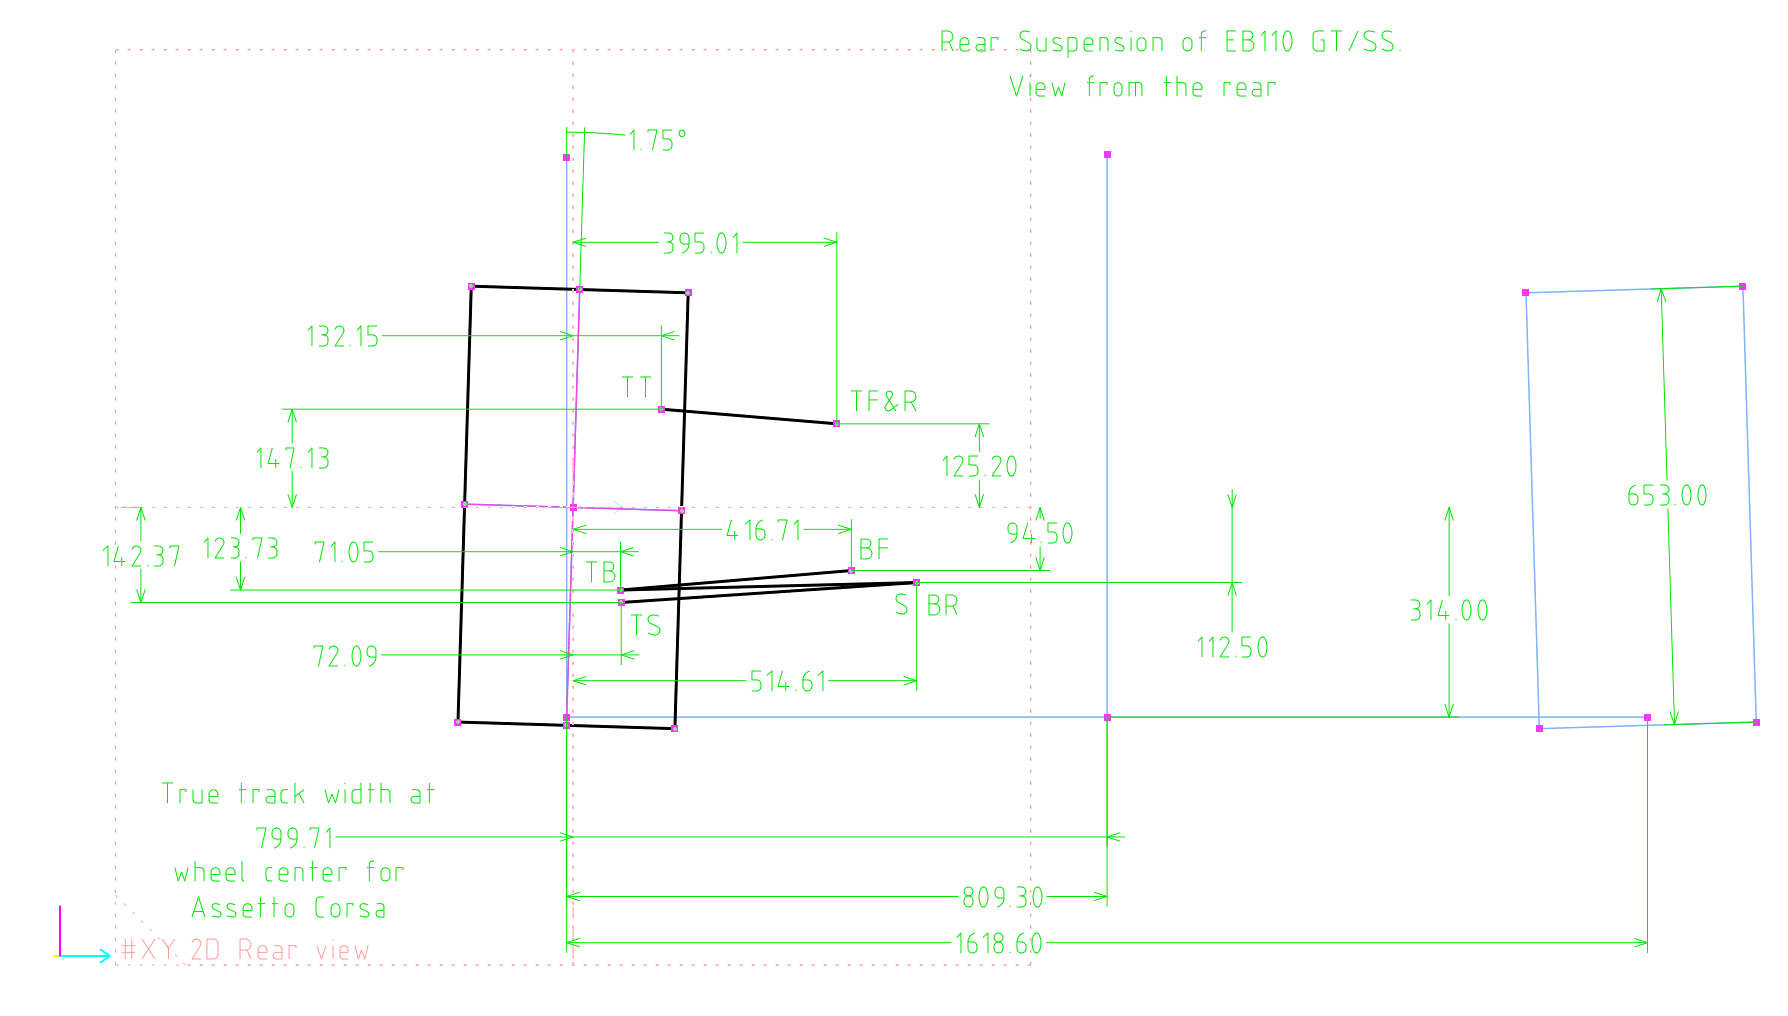 Rear Suspension of EB110 GT/SS.
View from the rear
1.75°
395.01
132.15
TT
TF&R
147.13
125.20
653.00
416.71
94.50
142.37
123.73
71.05
BF
TB
S BR
314.00
TS
112.50
72.09
514.61
True track width at
799.71
wheel center for
809.30
Assetto Corsa
1618.60
#XY 2D Rear view